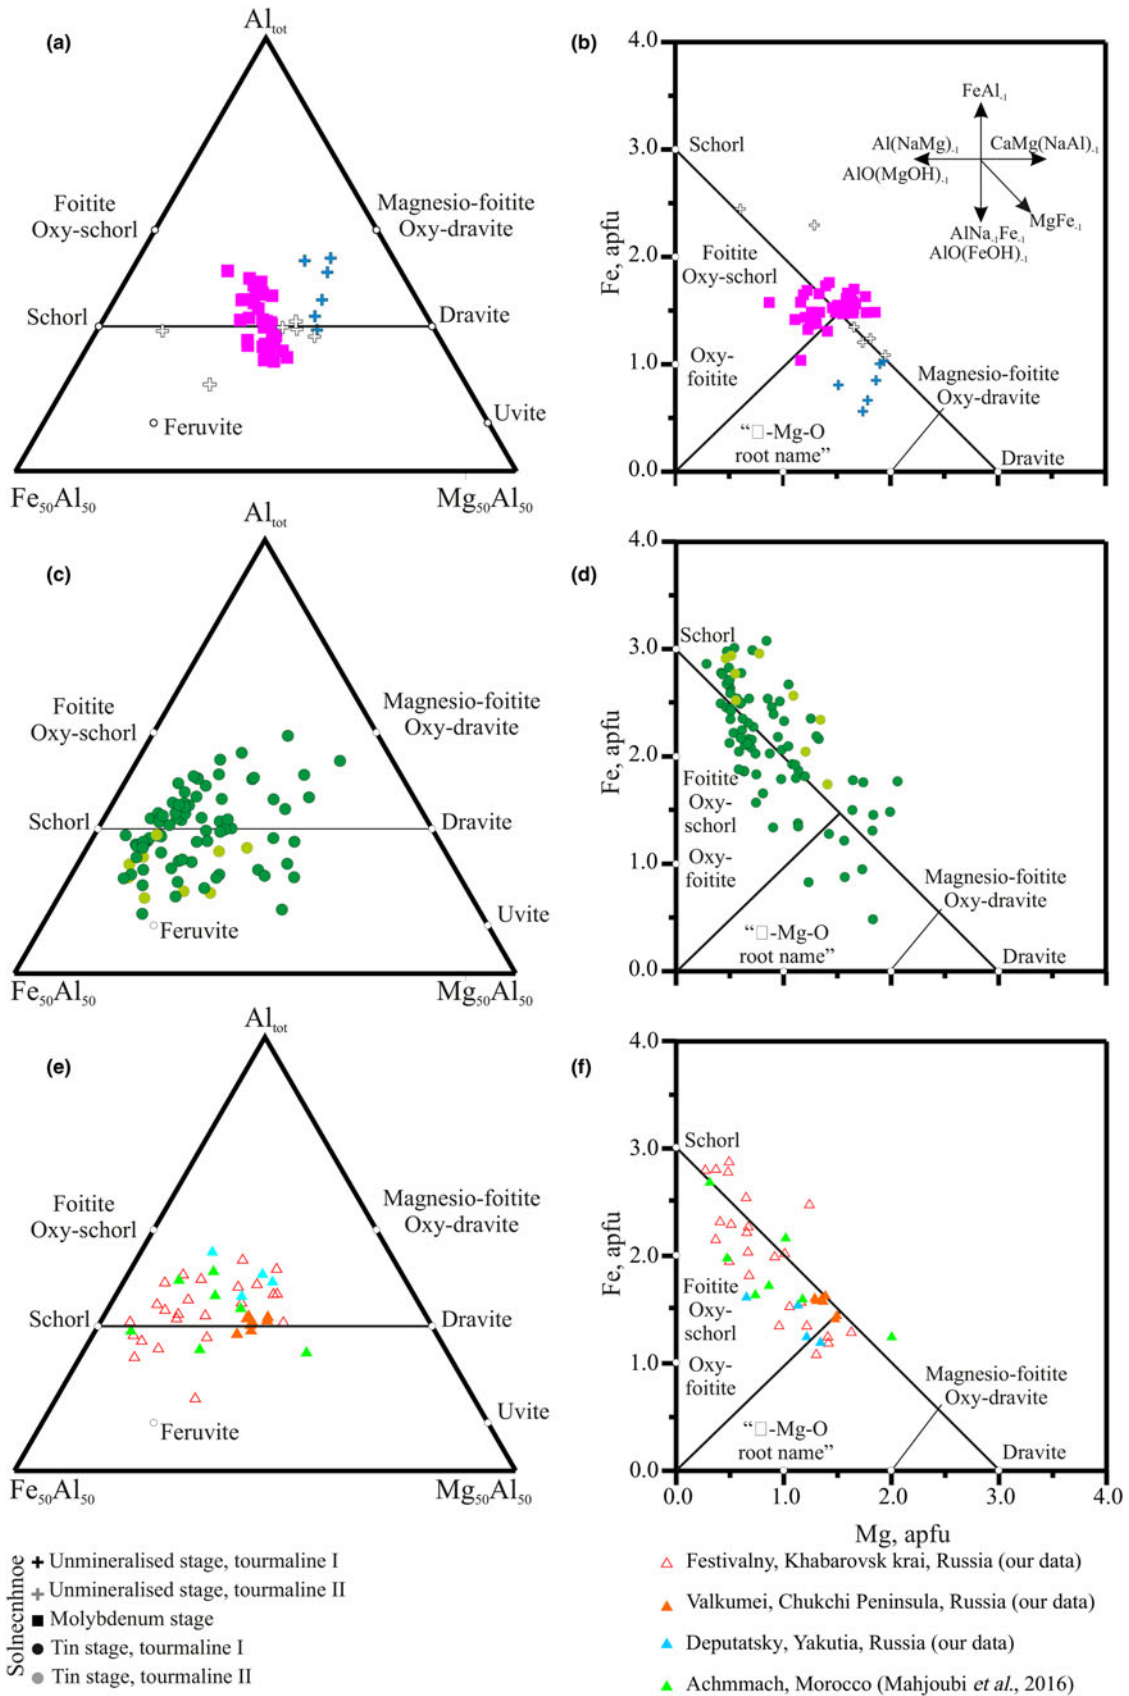 (a)
Al_tot
Foitite
Oxy-schorl
Magnesio-foitite
Oxy-dravite
Schorl
Dravite
Feruvite
Uvite
Fe₅₀Al₅₀
Mg₅₀Al₅₀
(b)
4.0
3.0
2.0
1.0
0.0
Fe, apfu
Schorl
FeAl₋₁
Al(NaMg)₋₁
CaMg(NaAl)₋₁
AlO(MgOH)₋₁
MgFe₋₁
AlNa₋₁Fe₋₁
AlO(FeOH)₋₁
Foitite
Oxy-schorl
Oxy-
foitite
Magnesio-foitite
Oxy-dravite
“□-Mg-O
root name”
Dravite
(c)
Al_tot
Foitite
Oxy-schorl
Magnesio-foitite
Oxy-dravite
Schorl
Dravite
Feruvite
Uvite
Fe₅₀Al₅₀
Mg₅₀Al₅₀
(d)
4.0
3.0
2.0
1.0
0.0
Fe, apfu
Schorl
Foitite
Oxy-
schorl
Oxy-
foitite
Magnesio-foitite
Oxy-dravite
“□-Mg-O
root name”
Dravite
(e)
Al_tot
Foitite
Oxy-schorl
Magnesio-foitite
Oxy-dravite
Schorl
Dravite
Feruvite
Uvite
Fe₅₀Al₅₀
Mg₅₀Al₅₀
(f)
4.0
3.0
2.0
1.0
0.0
Fe, apfu
Schorl
Foitite
Oxy-
schorl
Oxy-
foitite
Magnesio-foitite
Oxy-dravite
“□-Mg-O
root name”
Dravite
0.0 1.0 2.0 3.0 4.0
Mg, apfu
Solnecnhnoe
Unmineralised stage, tourmaline I
Unmineralised stage, tourmaline II
Molybdenum stage
Tin stage, tourmaline I
Tin stage, tourmaline II
Festivalny, Khabarovsk krai, Russia (our data)
Valkumei, Chukchi Peninsula, Russia (our data)
Deputatsky, Yakutia, Russia (our data)
Achmmach, Morocco (Mahjoubi et al., 2016)